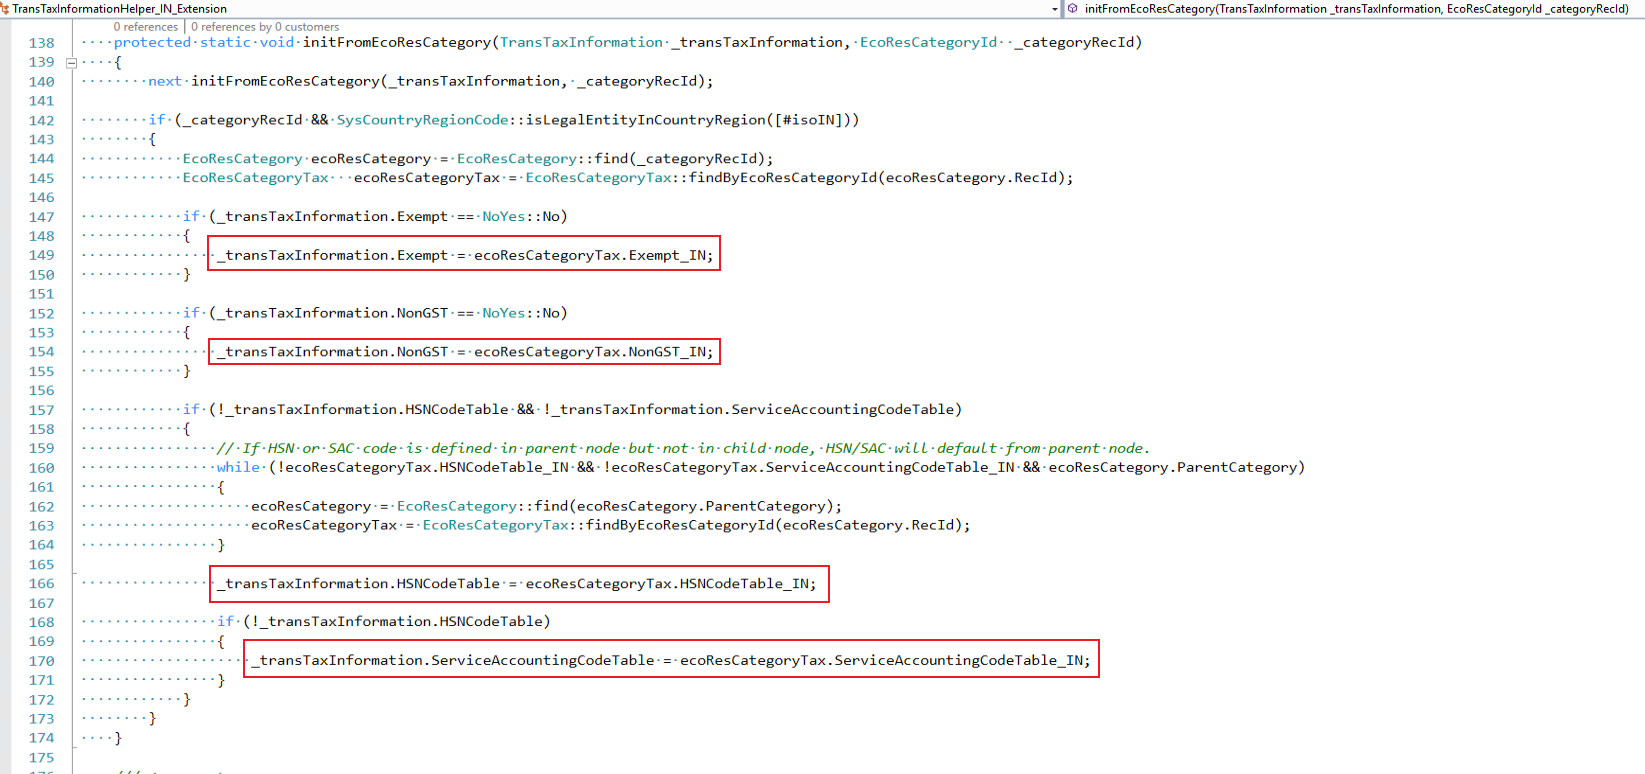 TransTaxInformationHelper_IN_Extension initFromEcoResCategory(TransTaxInformation _transTaxInformation, EcoResCategoryId _categoryRecId)
0 references | 0 references by 0 customers
138 protected static void initFromEcoResCategory(TransTaxInformation _transTaxInformation, EcoResCategoryId _categoryRecId)
139 {
140 next initFromEcoResCategory(_transTaxInformation, _categoryRecId);
141
142 if (_categoryRecId && SysCountryRegionCode::isLegalEntityInCountryRegion([#isoIN]))
143 {
144 EcoResCategory ecoResCategory = EcoResCategory::find(_categoryRecId);
145 EcoResCategoryTax ecoResCategoryTax = EcoResCategoryTax::findByEcoResCategoryId(ecoResCategory.RecId);
146
147 if (_transTaxInformation.Exempt == NoYes::No)
148 {
149 _transTaxInformation.Exempt = ecoResCategoryTax.Exempt_IN;
150 }
151
152 if (_transTaxInformation.NonGST == NoYes::No)
153 {
154 _transTaxInformation.NonGST = ecoResCategoryTax.NonGST_IN;
155 }
156
157 if (!_transTaxInformation.HSNCodeTable && !_transTaxInformation.ServiceAccountingCodeTable)
158 {
159 // If HSN or SAC code is defined in parent node but not in child node, HSN/SAC will default from parent node.
160 while (!ecoResCategoryTax.HSNCodeTable_IN && !ecoResCategoryTax.ServiceAccountingCodeTable_IN && ecoResCategory.ParentCategory)
161 {
162 ecoResCategory = EcoResCategory::find(ecoResCategory.ParentCategory);
163 ecoResCategoryTax = EcoResCategoryTax::findByEcoResCategoryId(ecoResCategory.RecId);
164 }
165
166 _transTaxInformation.HSNCodeTable = ecoResCategoryTax.HSNCodeTable_IN;
167
168 if (!_transTaxInformation.HSNCodeTable)
169 {
170 _transTaxInformation.ServiceAccountingCodeTable = ecoResCategoryTax.ServiceAccountingCodeTable_IN;
171 }
172 }
173 }
174 }
175